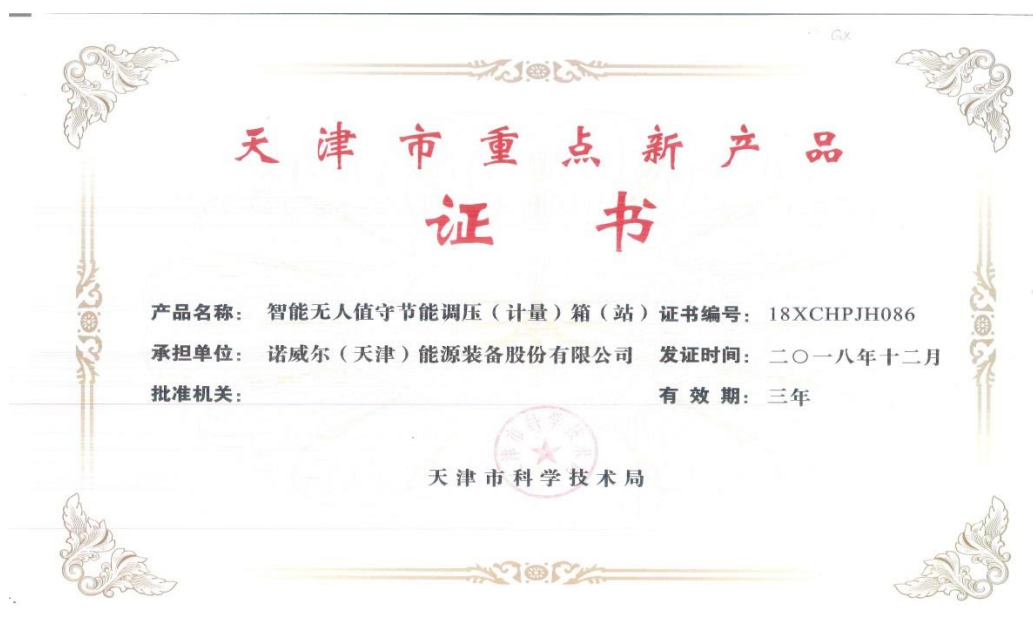 天津市重点新产品
证书
产品名称： 智能无人值守节能调压（计量）箱（站） 证书编号： 18XCHPJH086
承担单位： 诺威尔（天津）能源装备股份有限公司 发证时间： 二〇一八年十二月
批准机关： 有 效 期： 三年
天津市科学技术局